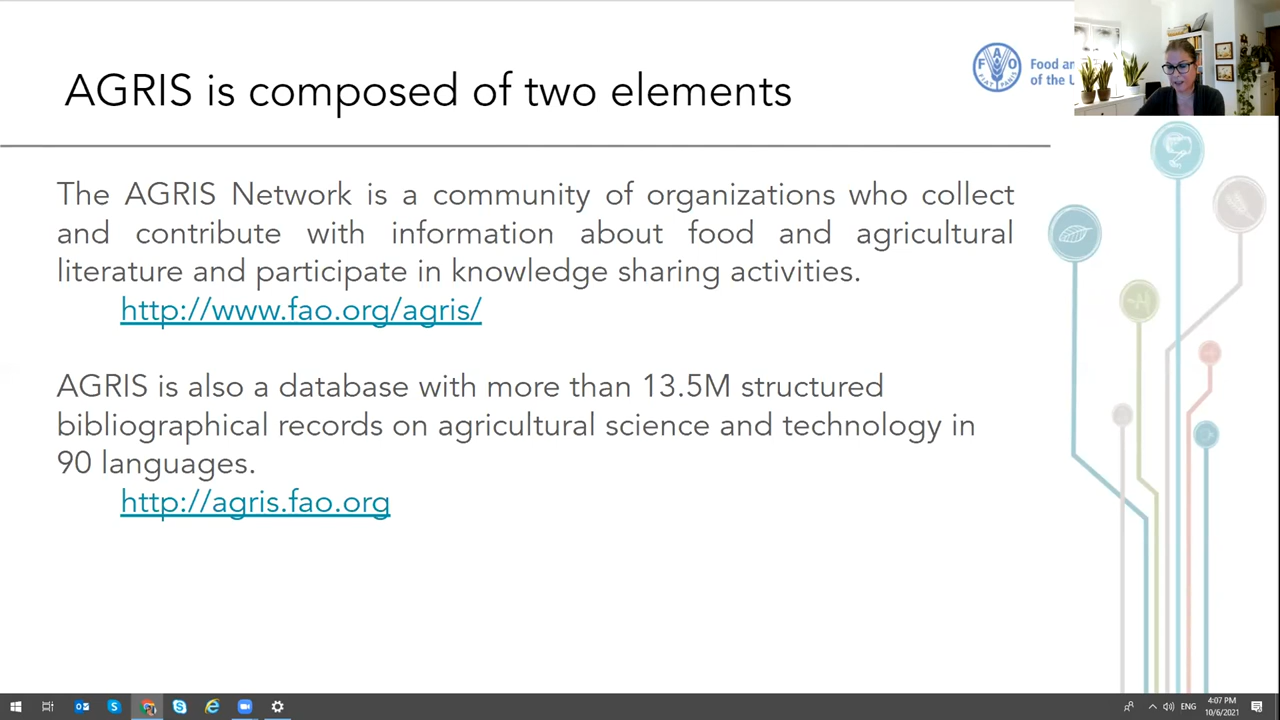 AGRIS is composed of two elements
FAO
FIAT PANIS
Food an
of the U
The AGRIS Network is a community of organizations who collect
and contribute with information about food and agricultural
literature and participate in knowledge sharing activities.
http://www.fao.org/agris/
AGRIS is also a database with more than 13.5M structured
bibliographical records on agricultural science and technology in
90 languages.
http://agris.fao.org
ENG
4:07 PM
10/6/2021